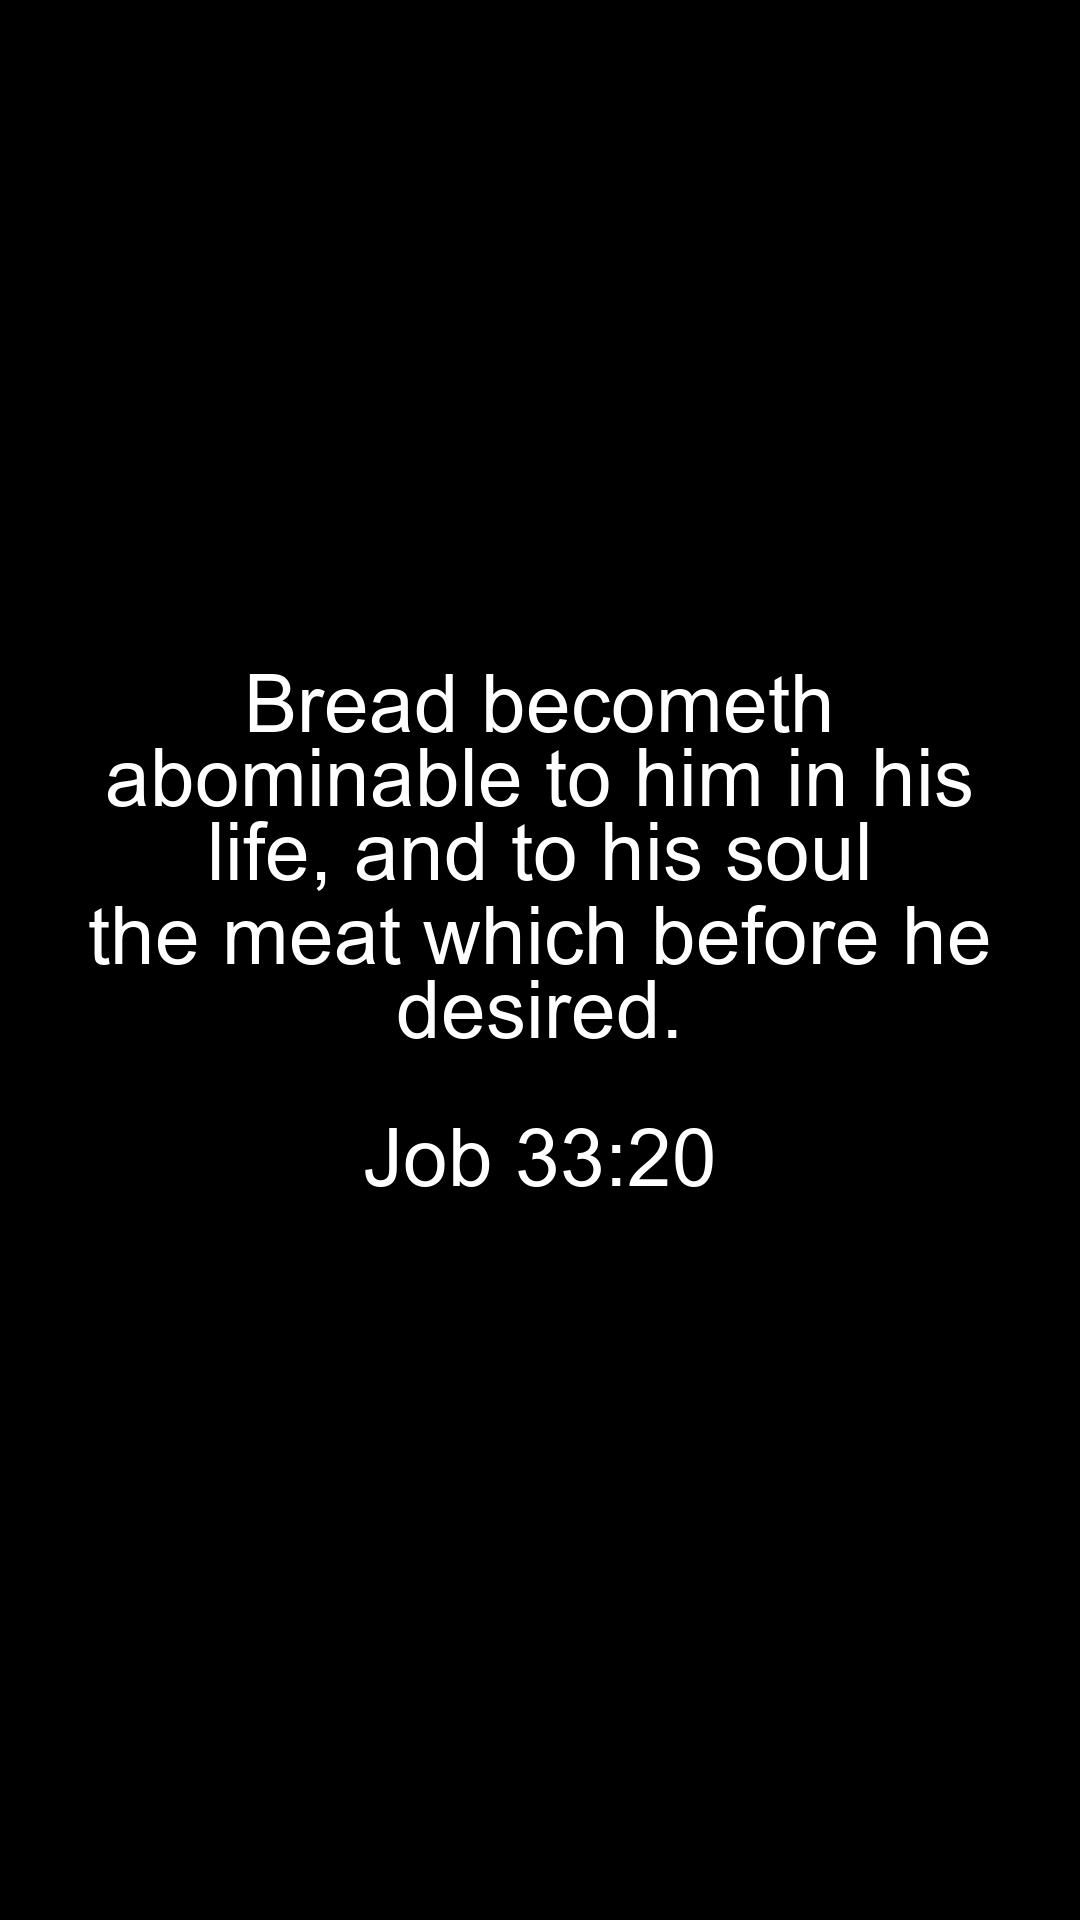 Bread becometh
abominable to him in his
life, and to his soul
the meat which before he
desired.
Job 33:20